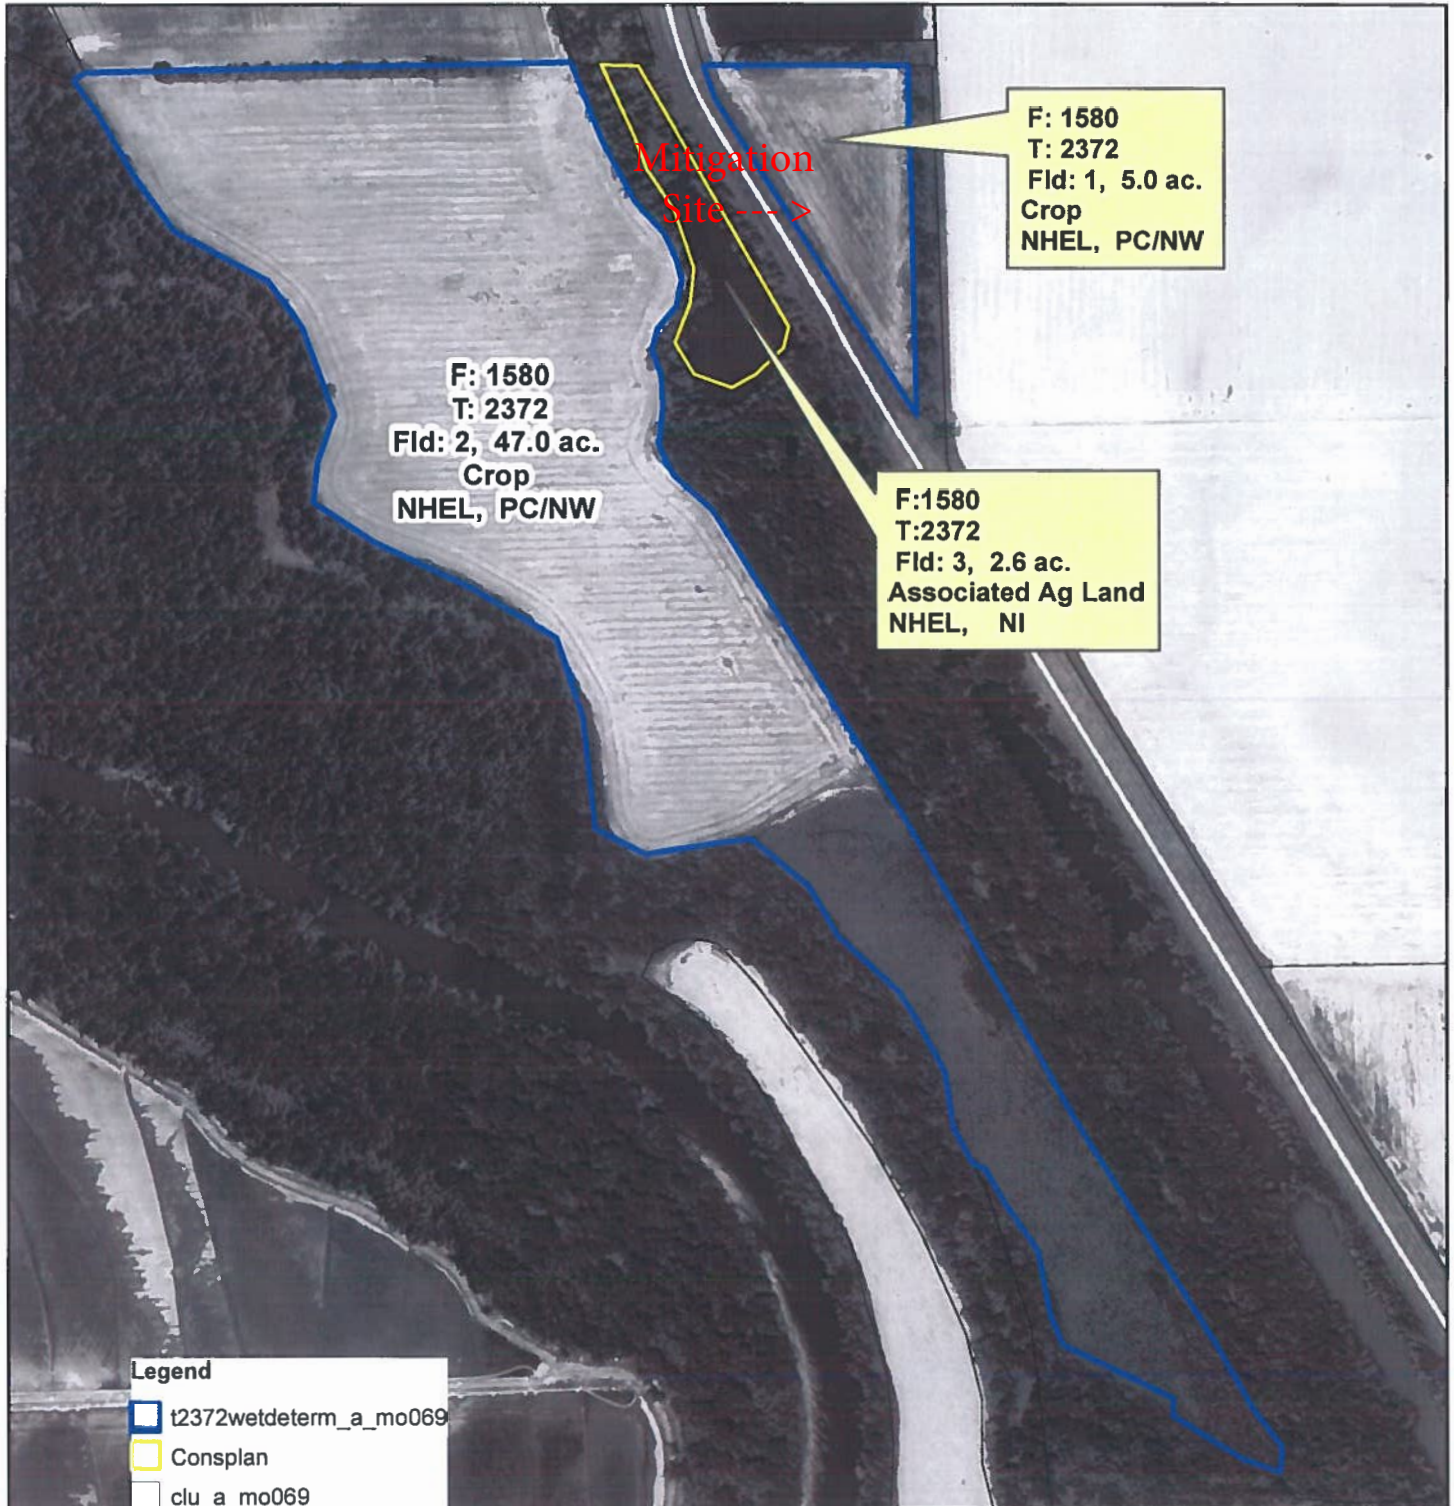 F: 1580
T: 2372
Fld: 1, 5.0 ac.
Crop
NHEL, PC/NW
Mitigation
Site --- >
F: 1580
T: 2372
Fld: 2, 47.0 ac.
Crop
NHEL, PC/NW
F:1580
T:2372
Fld: 3, 2.6 ac.
Associated Ag Land
NHEL, NI
Legend
t2372wetdeterm_a_mo069
Consplan
clu_a_mo069